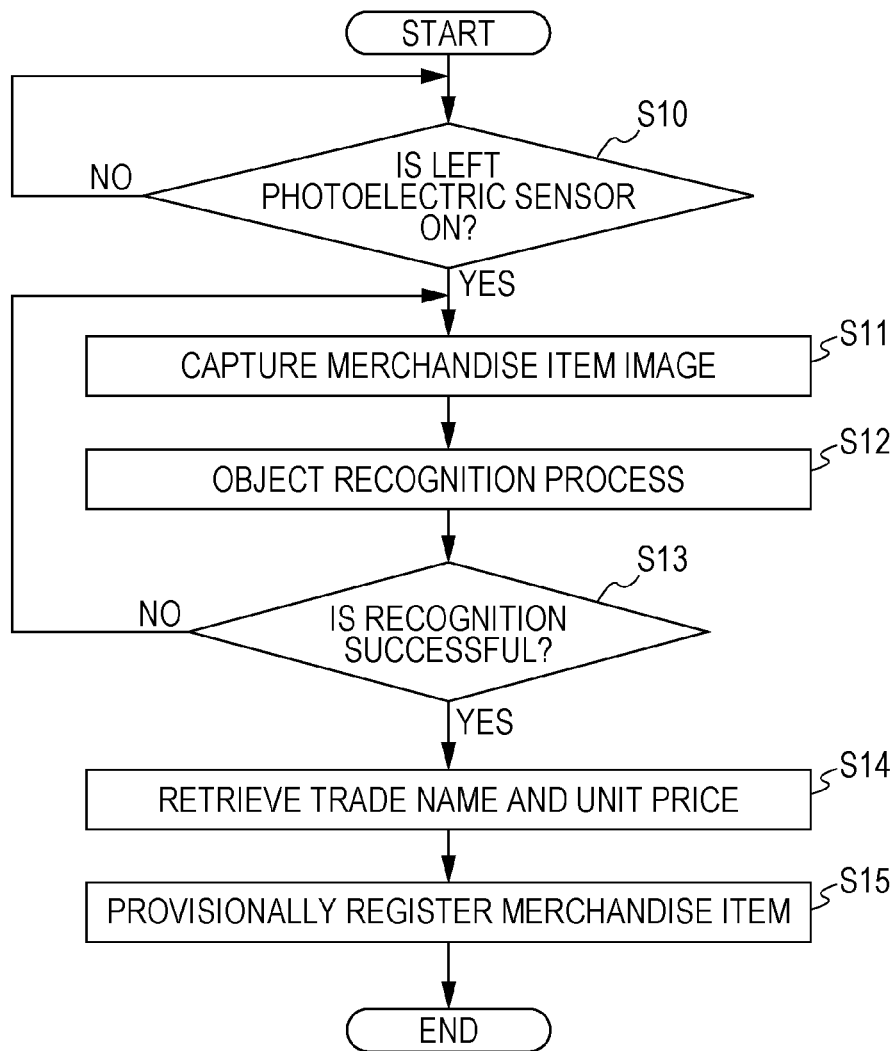 START
S10
IS LEFT
PHOTOELECTRIC SENSOR
ON?
NO
YES
S11
CAPTURE MERCHANDISE ITEM IMAGE
S12
OBJECT RECOGNITION PROCESS
S13
IS RECOGNITION
SUCCESSFUL?
NO
YES
S14
RETRIEVE TRADE NAME AND UNIT PRICE
S15
PROVISIONALLY REGISTER MERCHANDISE ITEM
END